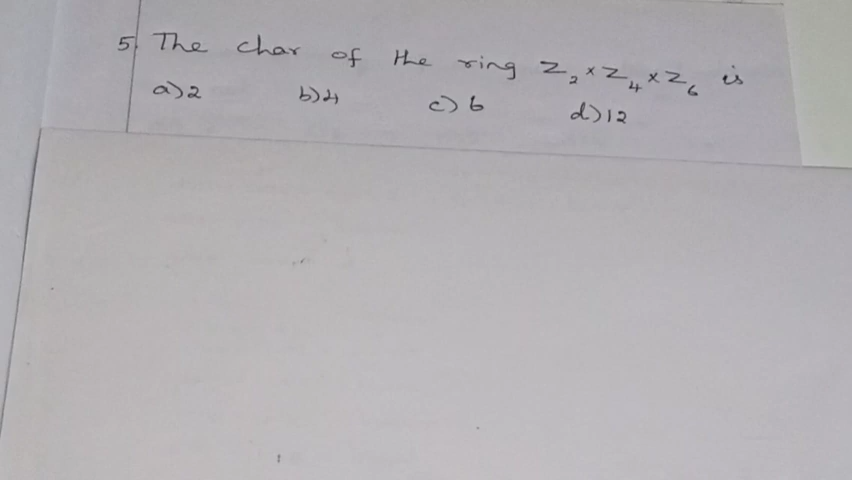 5) The char of the ring Z₂ × Z₄ × Z₆ is
a) 2 b) 4 c) 6 d) 12